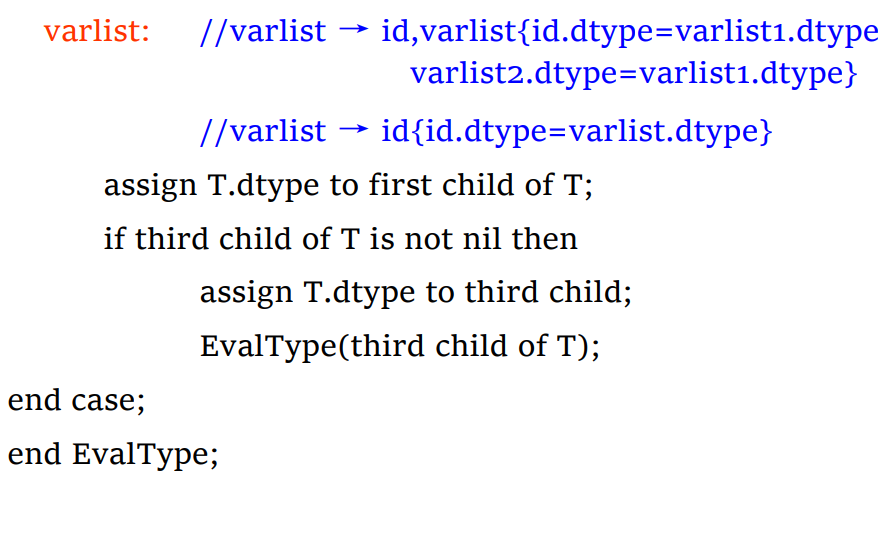 varlist: //varlist → id,varlist{id.dtype=varlist1.dtype
varlist2.dtype=varlist1.dtype}
//varlist → id{id.dtype=varlist.dtype}
assign T.dtype to first child of T;
if third child of T is not nil then
assign T.dtype to third child;
EvalType(third child of T);
end case;
end EvalType;